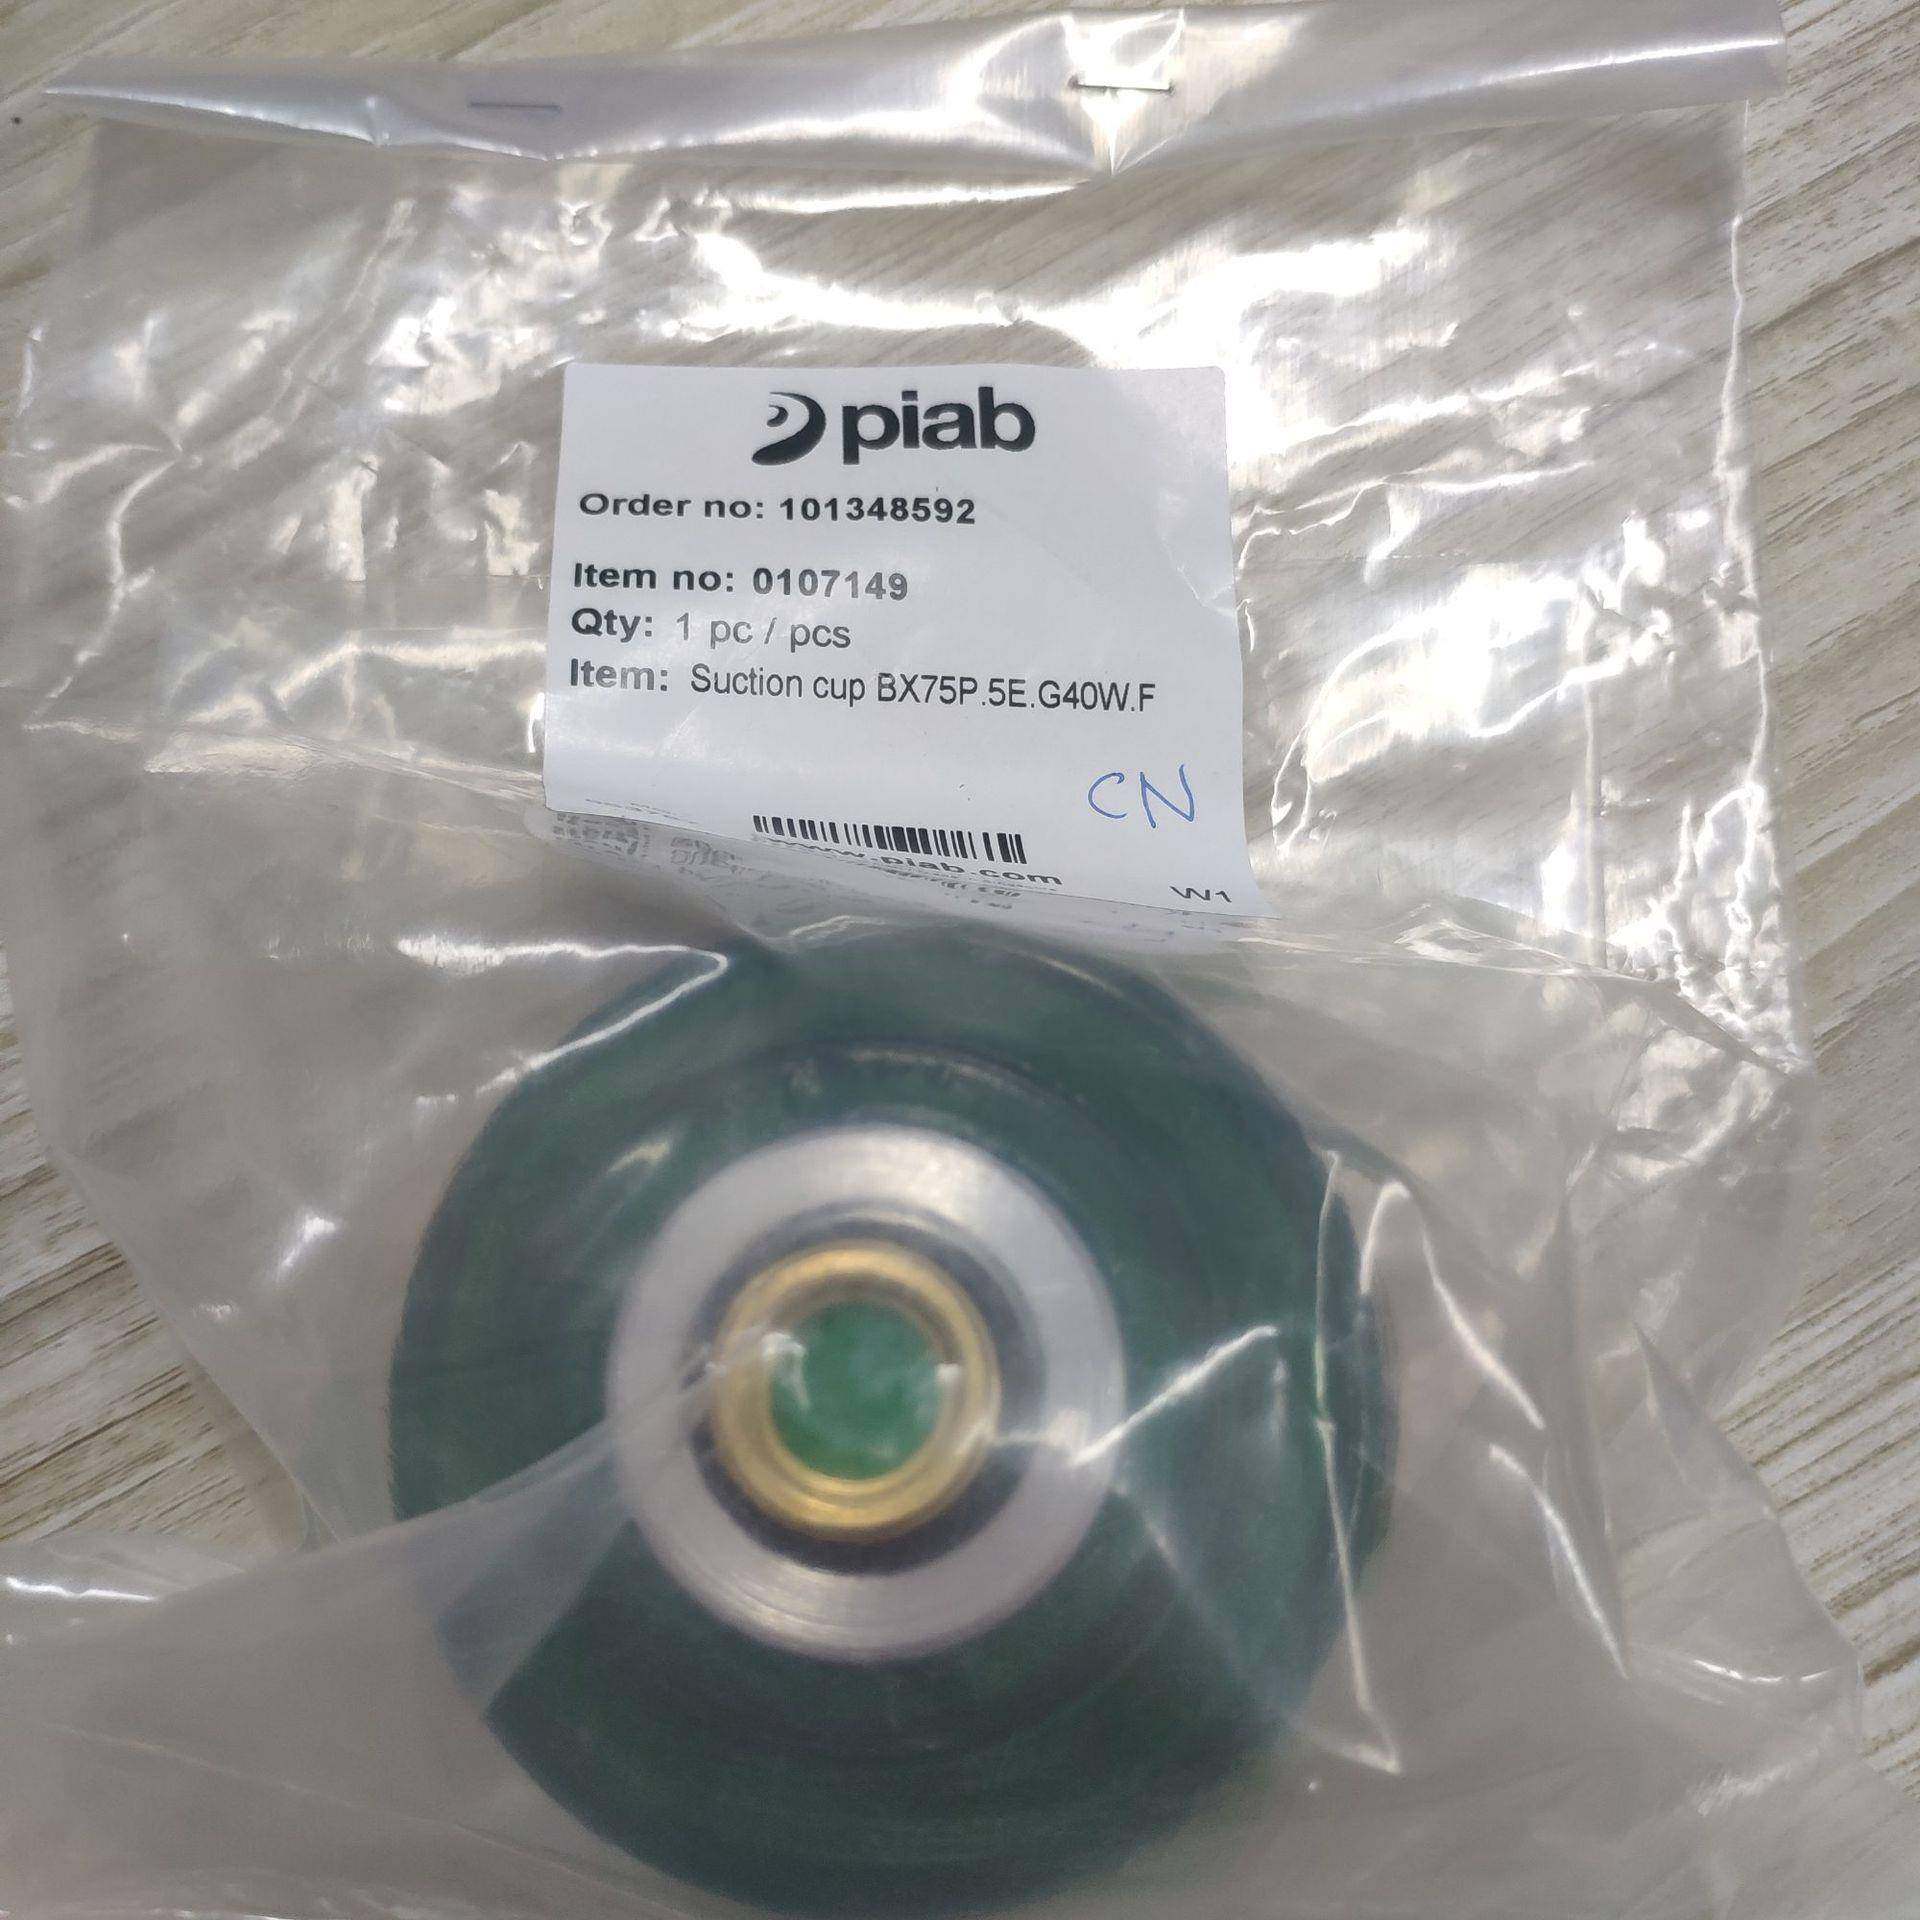 piab
Order no: 101348592
Item no: 0107149
Qty: 1 pc / pcs
Item: Suction cup BX75P.5E.G40W.F
CN
www.piab.com
W1